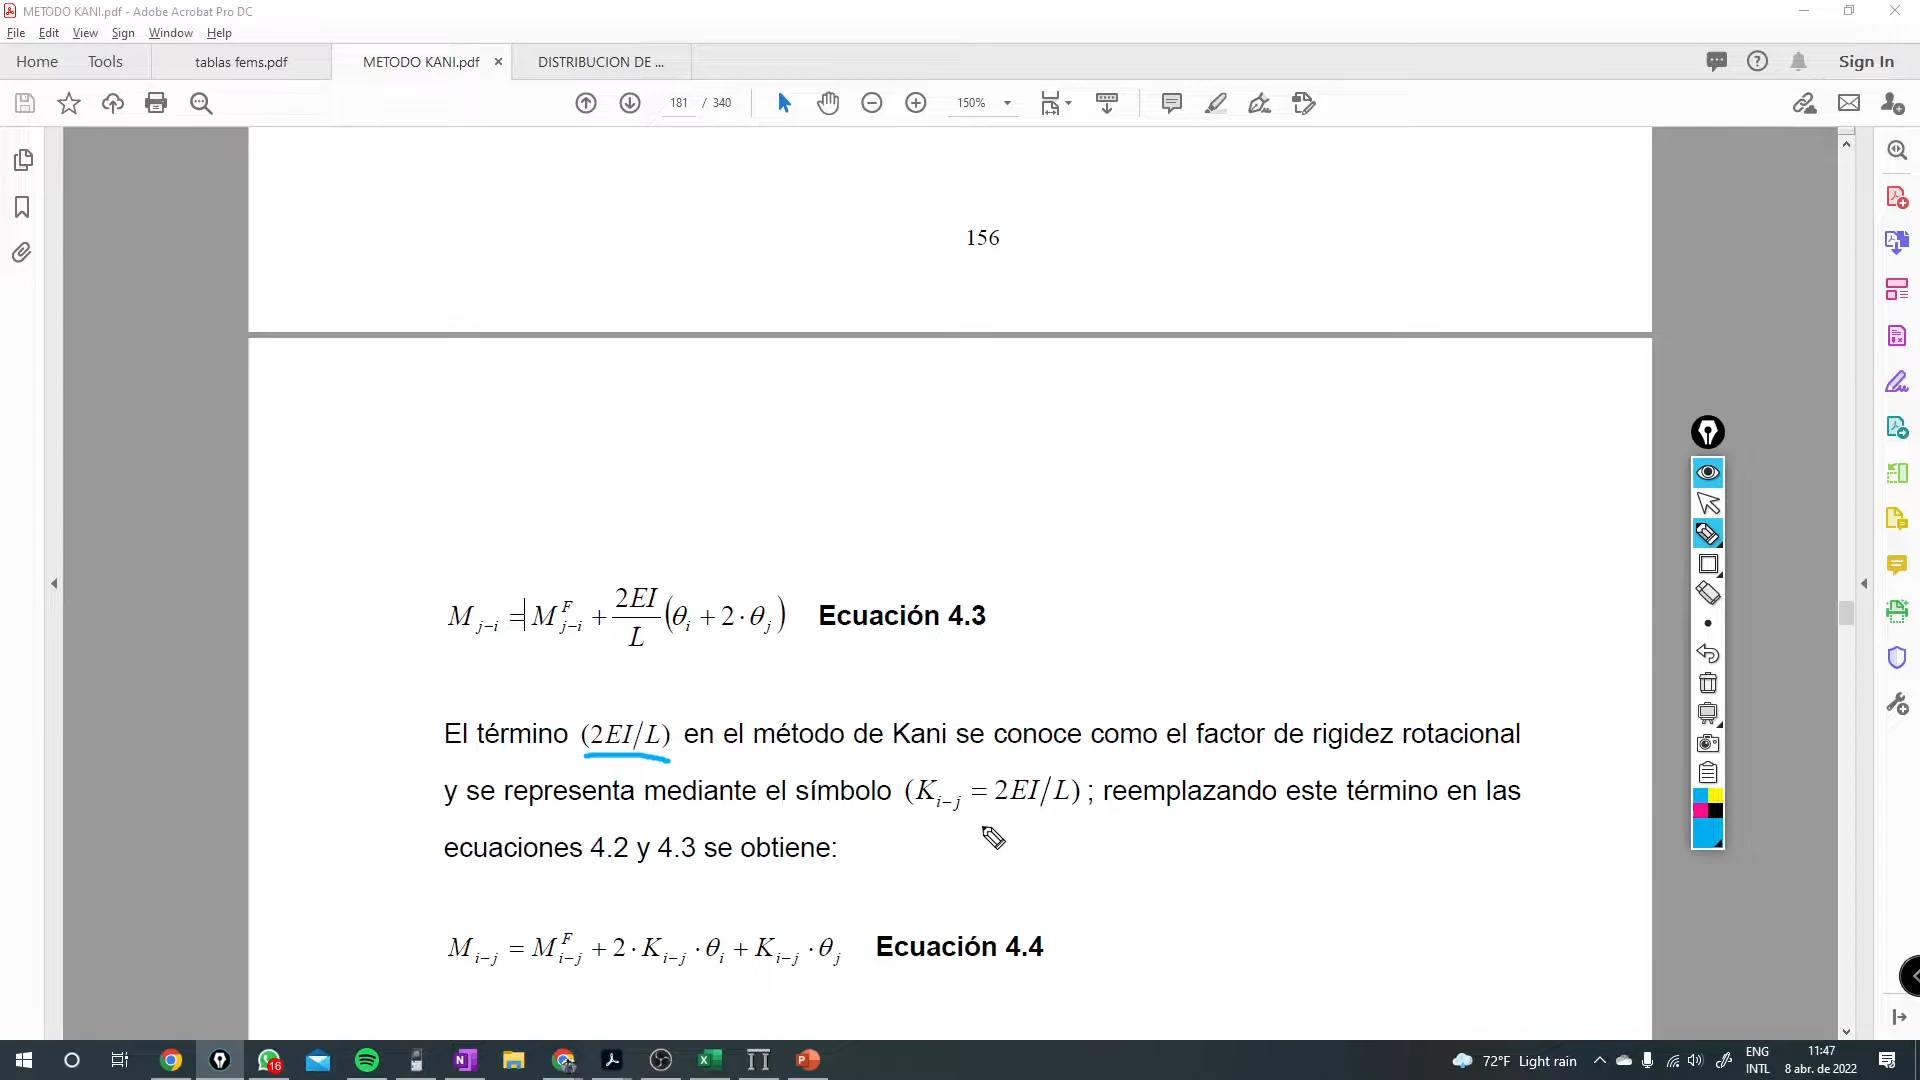 METODO KANI.pdf - Adobe Acrobat Pro DC
File Edit View Sign Window Help
Home Tools tablas fems.pdf METODO KANI.pdf × DISTRIBUCION DE ... Sign In
181 / 340 150%
156
M_{j-i} = M^F_{j-i} + \frac{2EI}{L}(θ_i + 2 · θ_j) Ecuación 4.3
El término (2EI/L) en el método de Kani se conoce como el factor de rigidez rotacional
y se representa mediante el símbolo (K_{i-j} = 2EI/L) ; reemplazando este término en las
ecuaciones 4.2 y 4.3 se obtiene:
M_{i-j} = M^F_{i-j} + 2 · K_{i-j} · θ_i + K_{i-j} · θ_j Ecuación 4.4
16
72°F Light rain
ENG
INTL
11:47
8 abr. de 2022